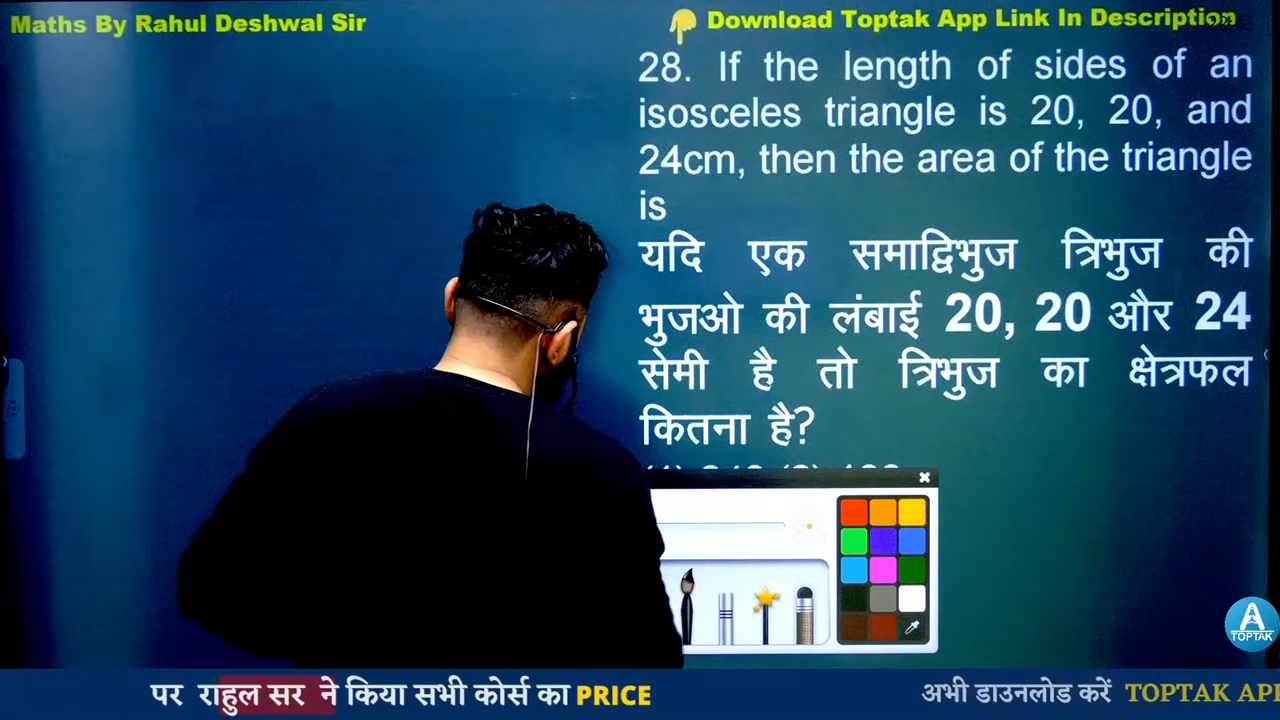 Maths By Rahul Deshwal Sir
Download Toptak App Link In Description
28. If the length of sides of an
isosceles triangle is 20, 20, and
24cm, then the area of the triangle
is
यदि एक समाद्विभुज त्रिभुज की
भुजओ की लंबाई 20, 20 और 24
सेमी है तो त्रिभुज का क्षेत्रफल
कितना है?
A
TOPTAK
पर राहुल सर ने किया सभी कोर्स का PRICE
अभी डाउनलोड करें TOPTAK APP